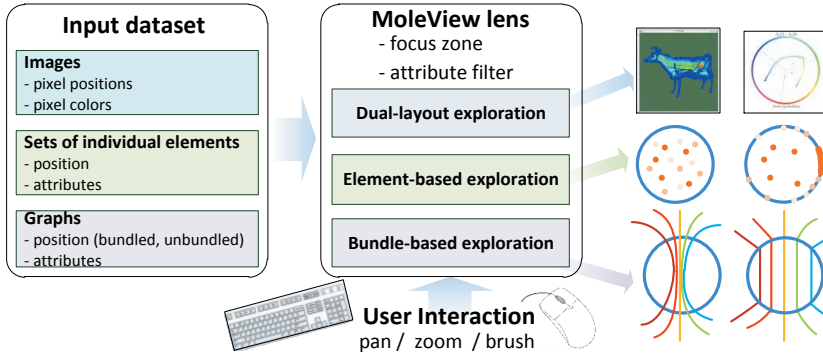 Input dataset
Images
- pixel positions
- pixel colors
Sets of individual elements
- position
- attributes
Graphs
- position (bundled, unbundled)
- attributes
MoleView lens
- focus zone
- attribute filter
Dual-layout exploration
Element-based exploration
Bundle-based exploration
User Interaction
pan / zoom / brush